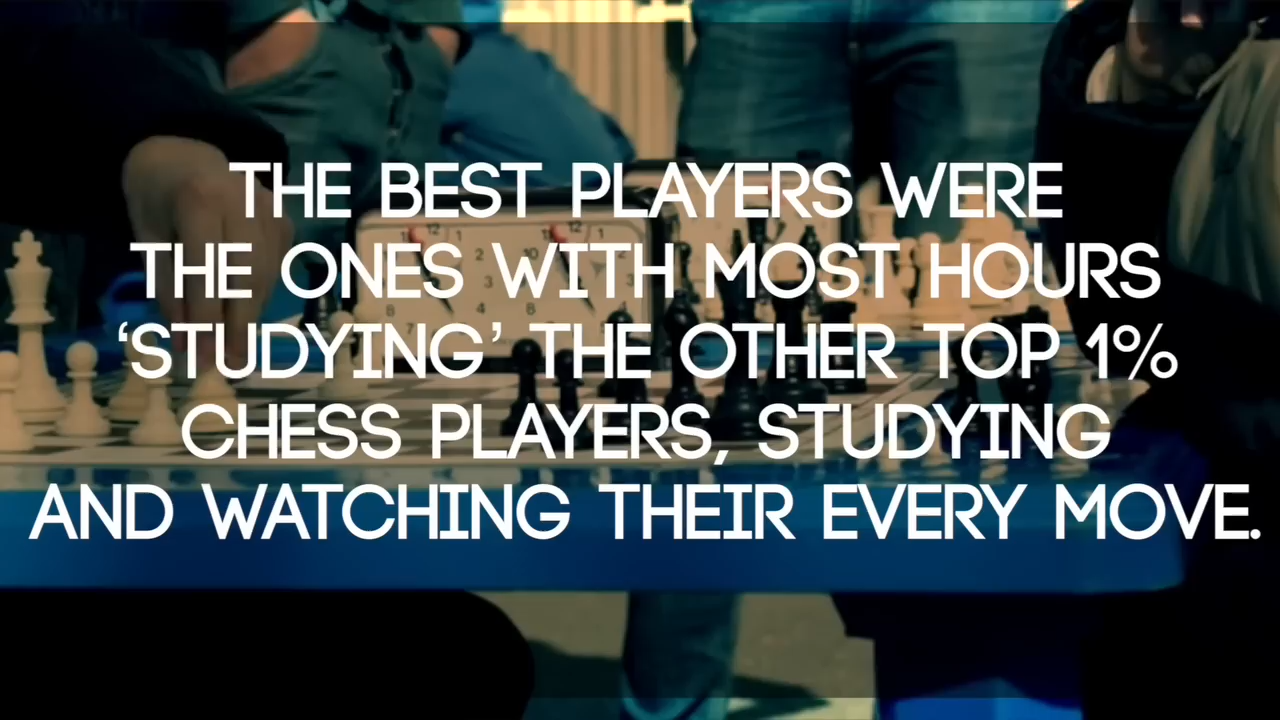 THE BEST PLAYERS WERE
THE ONES WITH MOST HOURS
‘STUDYING’ THE OTHER TOP 1%
CHESS PLAYERS, STUDYING
AND WATCHING THEIR EVERY MOVE.